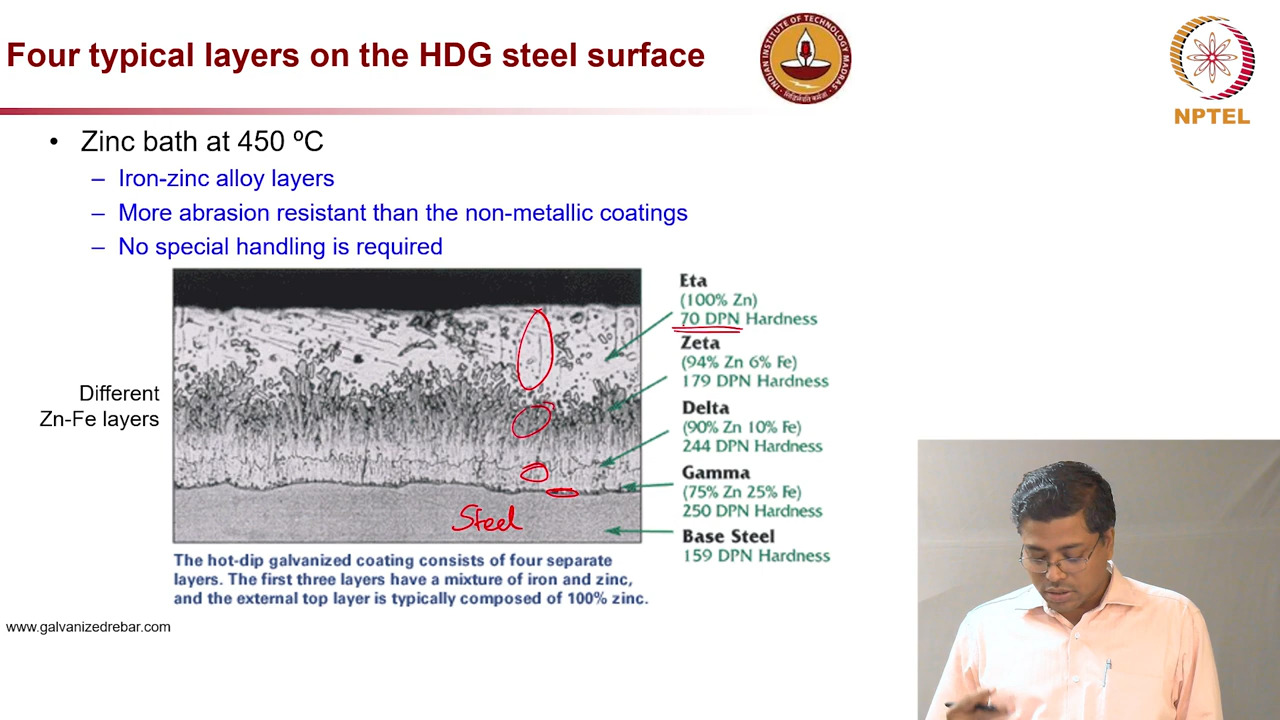 Four typical layers on the HDG steel surface
INDIAN INSTITUTE OF TECHNOLOGY MADRAS
NPTEL
• Zinc bath at 450 ºC
– Iron-zinc alloy layers
– More abrasion resistant than the non-metallic coatings
– No special handling is required
Different
Zn-Fe layers
Eta
(100% Zn)
70 DPN Hardness
Zeta
(94% Zn 6% Fe)
179 DPN Hardness
Delta
(90% Zn 10% Fe)
244 DPN Hardness
Gamma
(75% Zn 25% Fe)
250 DPN Hardness
Base Steel
159 DPN Hardness
Steel
The hot-dip galvanized coating consists of four separate
layers. The first three layers have a mixture of iron and zinc,
and the external top layer is typically composed of 100% zinc.
www.galvanizedrebar.com